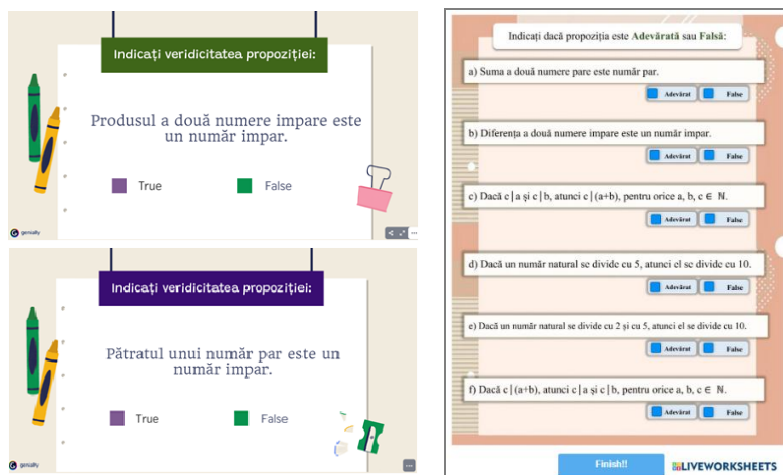 Indicați veridicitatea propoziției:
Produsul a două numere impare este
un număr impar.
True
False
genially
Indicați veridicitatea propoziției:
Pătratul unui număr par este un
număr impar.
True
False
genially
Indicați dacă propoziția este Adevărată sau Falsă:
a) Suma a două numere pare este număr par.
Adevărat
False
b) Diferența a două numere impare este un număr impar.
Adevărat
False
c) Dacă c|a și c|b, atunci c|(a+b), pentru orice a, b, c ∈ ℕ.
Adevărat
False
d) Dacă un număr natural se divide cu 5, atunci el se divide cu 10.
Adevărat
False
e) Dacă un număr natural se divide cu 2 și cu 5, atunci el se divide cu 10.
Adevărat
False
f) Dacă c|(a+b), atunci c|a și c|b, pentru orice a, b, c ∈ ℕ.
Adevărat
False
Finish!!
LIVEWORKSHEETS